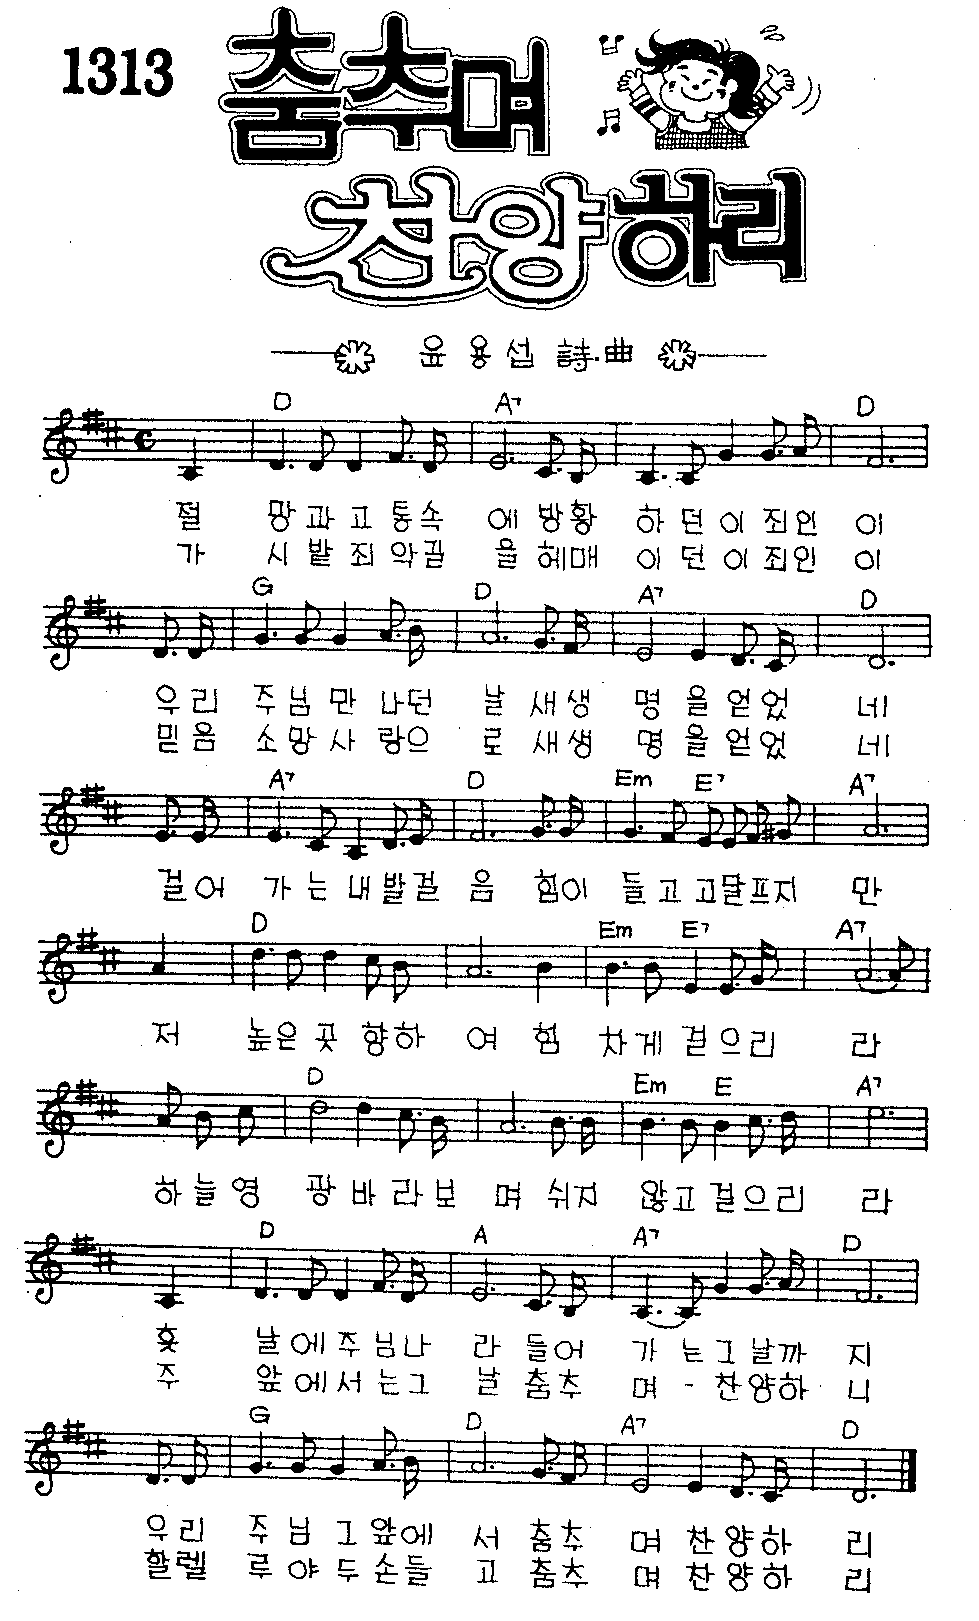 1313
춤추며
찬양하리
윤용섭 詩·曲
D A7 D
절 망과고통속 에방황 하던이죄인 이
가 시밭죄악길 을헤매 이던이죄인 이
G D A7 D
우리 주님만나던 날새생 명을얻었 네
믿음 소망사랑으 로새생 명을얻었 네
A7 D Em E7 A7
걸어 가는내발걸 음힘이 들고고달프지 만
D Em E7 A7
저 높은곳향하 여힘 차게걸으리 라
D Em E A7
하늘영 광바라보 며쉬지 않고걸으리 라
D A A7 D
훗 날에주님나 라들어 가는그날까 지
주 앞에서는그 날춤추 며-찬양하 니
G D A7 D
우리 주님그앞에 서춤추 며찬양하 리
할렐 루야두손들 고춤추 며찬양하 리